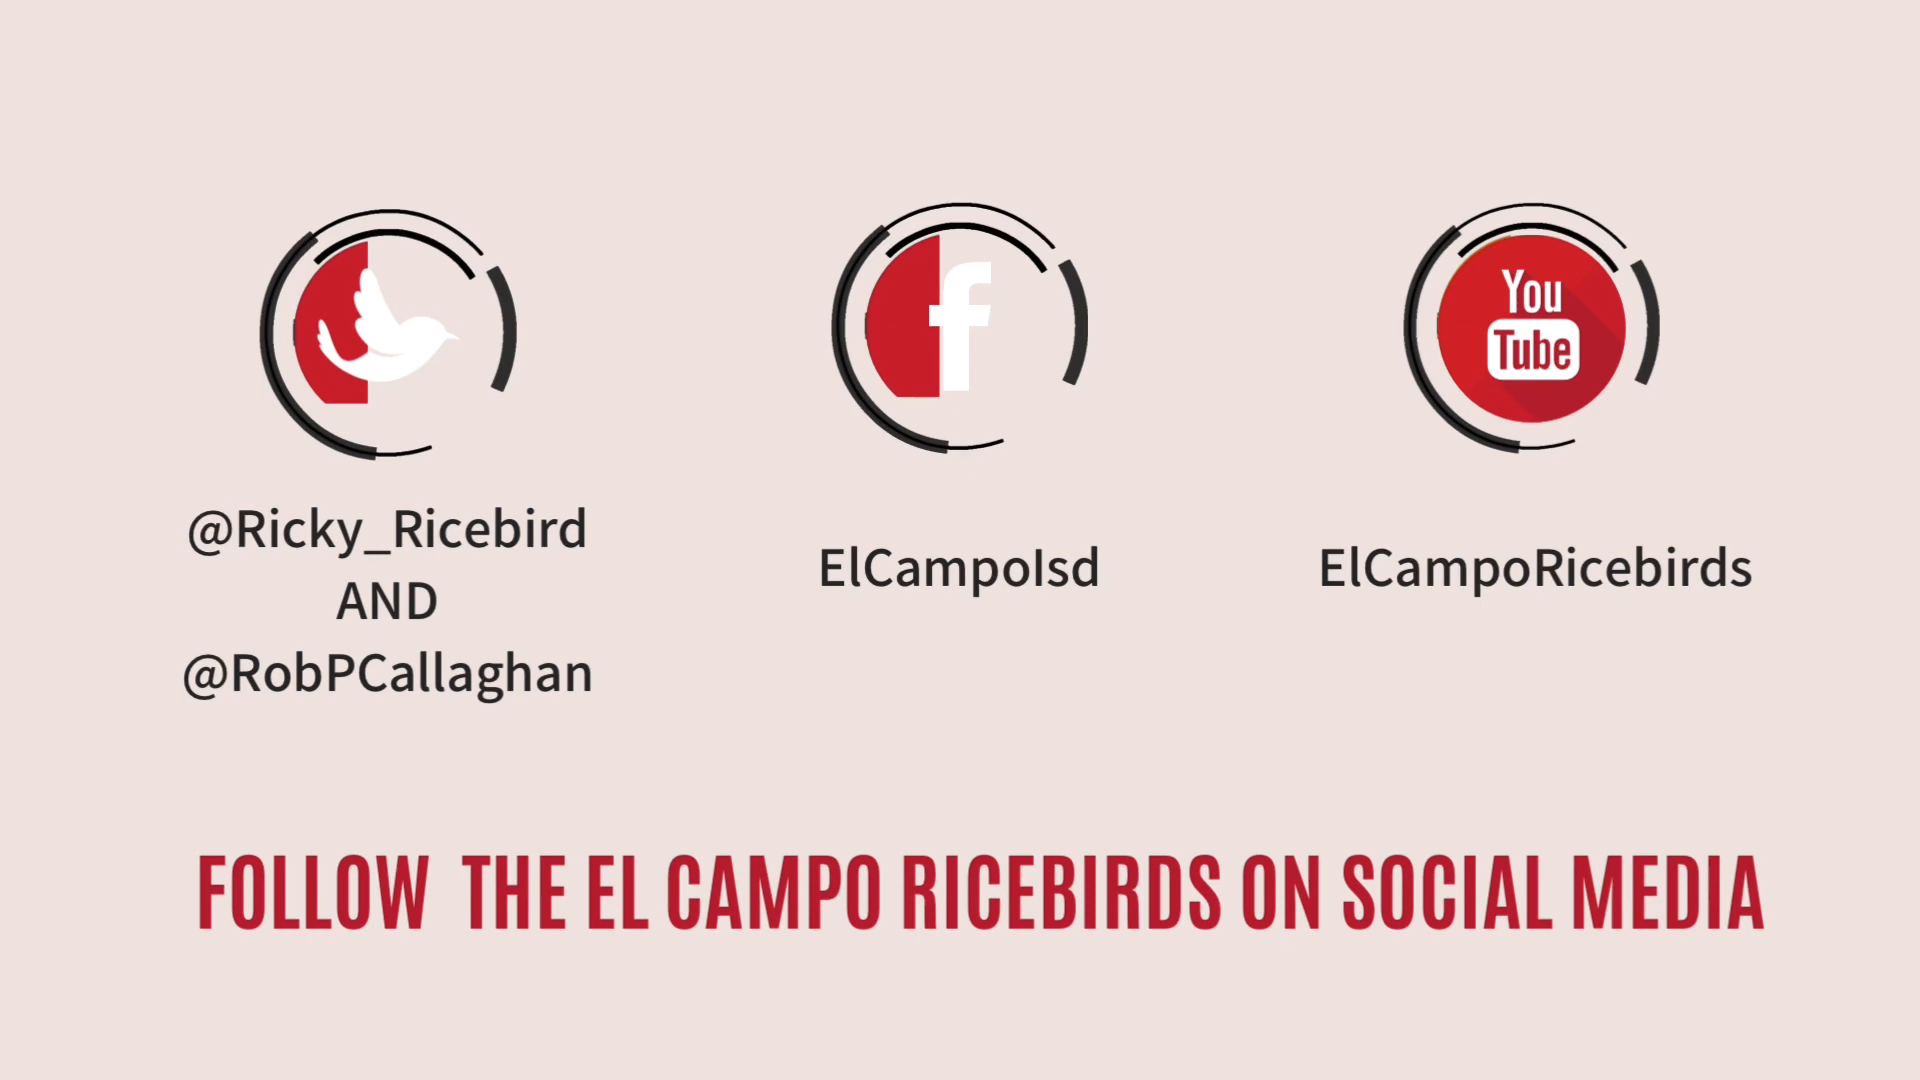 You
Tube
@Ricky_Ricebird
AND
@RobPCallaghan
ElCampoIsd
ElCampoRicebirds
FOLLOW THE EL CAMPO RICEBIRDS ON SOCIAL MEDIA